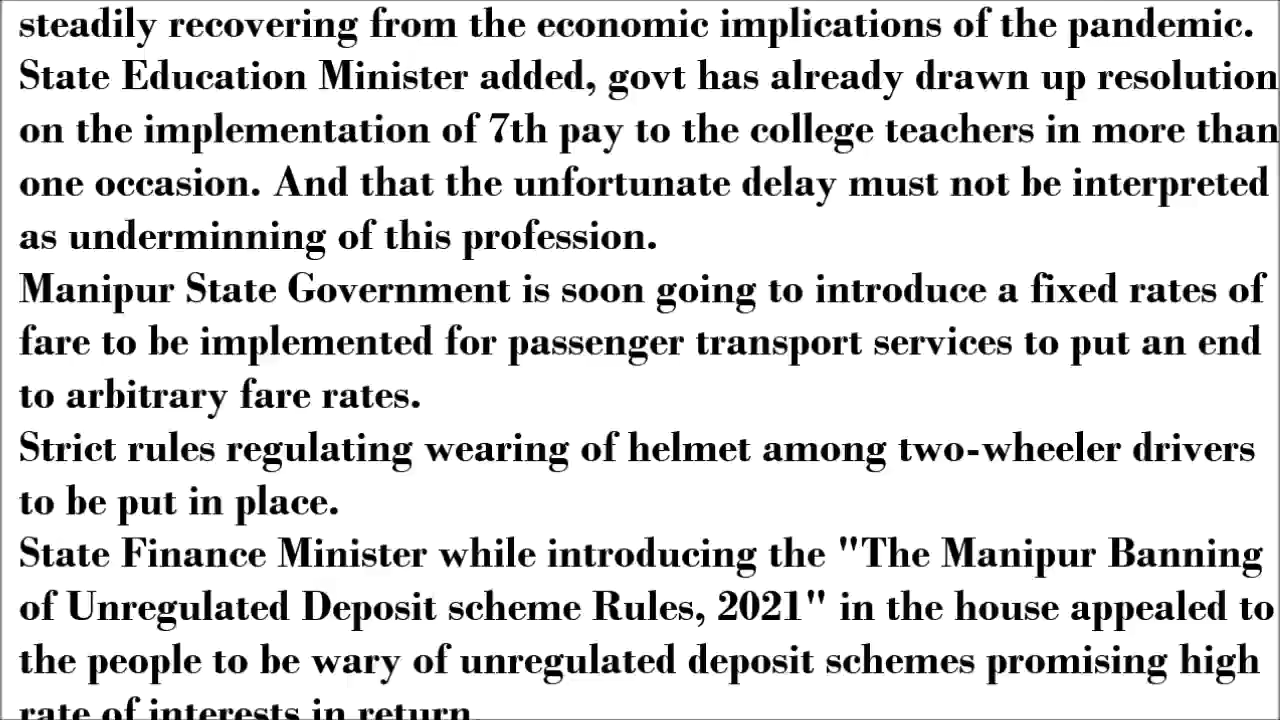 steadily recovering from the economic implications of the pandemic.
State Education Minister added, govt has already drawn up resolution
on the implementation of 7th pay to the college teachers in more than
one occasion. And that the unfortunate delay must not be interpreted
as underminning of this profession.
Manipur State Government is soon going to introduce a fixed rates of
fare to be implemented for passenger transport services to put an end
to arbitrary fare rates.
Strict rules regulating wearing of helmet among two-wheeler drivers
to be put in place.
State Finance Minister while introducing the "The Manipur Banning
of Unregulated Deposit scheme Rules, 2021" in the house appealed to
the people to be wary of unregulated deposit schemes promising high
rate of interests in return.